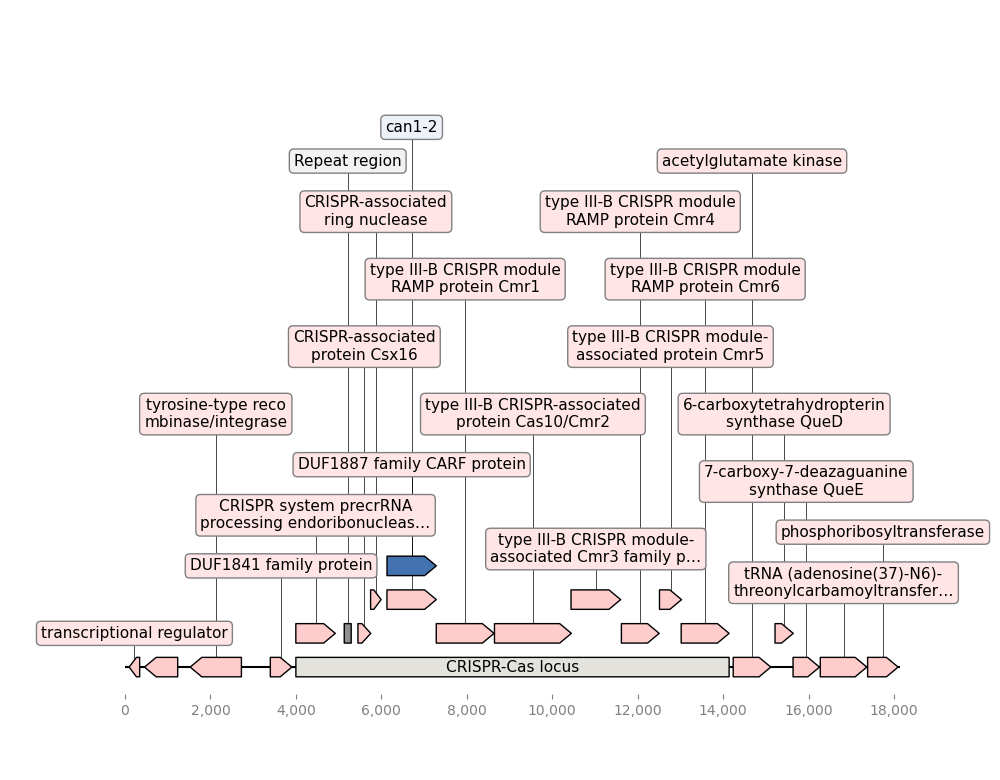 can1-2
Repeat region
acetylglutamate kinase
CRISPR-associated
ring nuclease
type III-B CRISPR module
RAMP protein Cmr4
type III-B CRISPR module
RAMP protein Cmr1
type III-B CRISPR module
RAMP protein Cmr6
CRISPR-associated
protein Csx16
type III-B CRISPR module-
associated protein Cmr5
tyrosine-type reco
mbinase/integrase
type III-B CRISPR-associated
protein Cas10/Cmr2
6-carboxytetrahydropterin
synthase QueD
DUF1887 family CARF protein
7-carboxy-7-deazaguanine
synthase QueE
CRISPR system precrRNA
processing endoribonucleas…
phosphoribosyltransferase
type III-B CRISPR module-
associated Cmr3 family p…
DUF1841 family protein
tRNA (adenosine(37)-N6)-
threonylcarbamoyltransfer…
transcriptional regulator
CRISPR-Cas locus
0 2,000 4,000 6,000 8,000 10,000 12,000 14,000 16,000 18,000